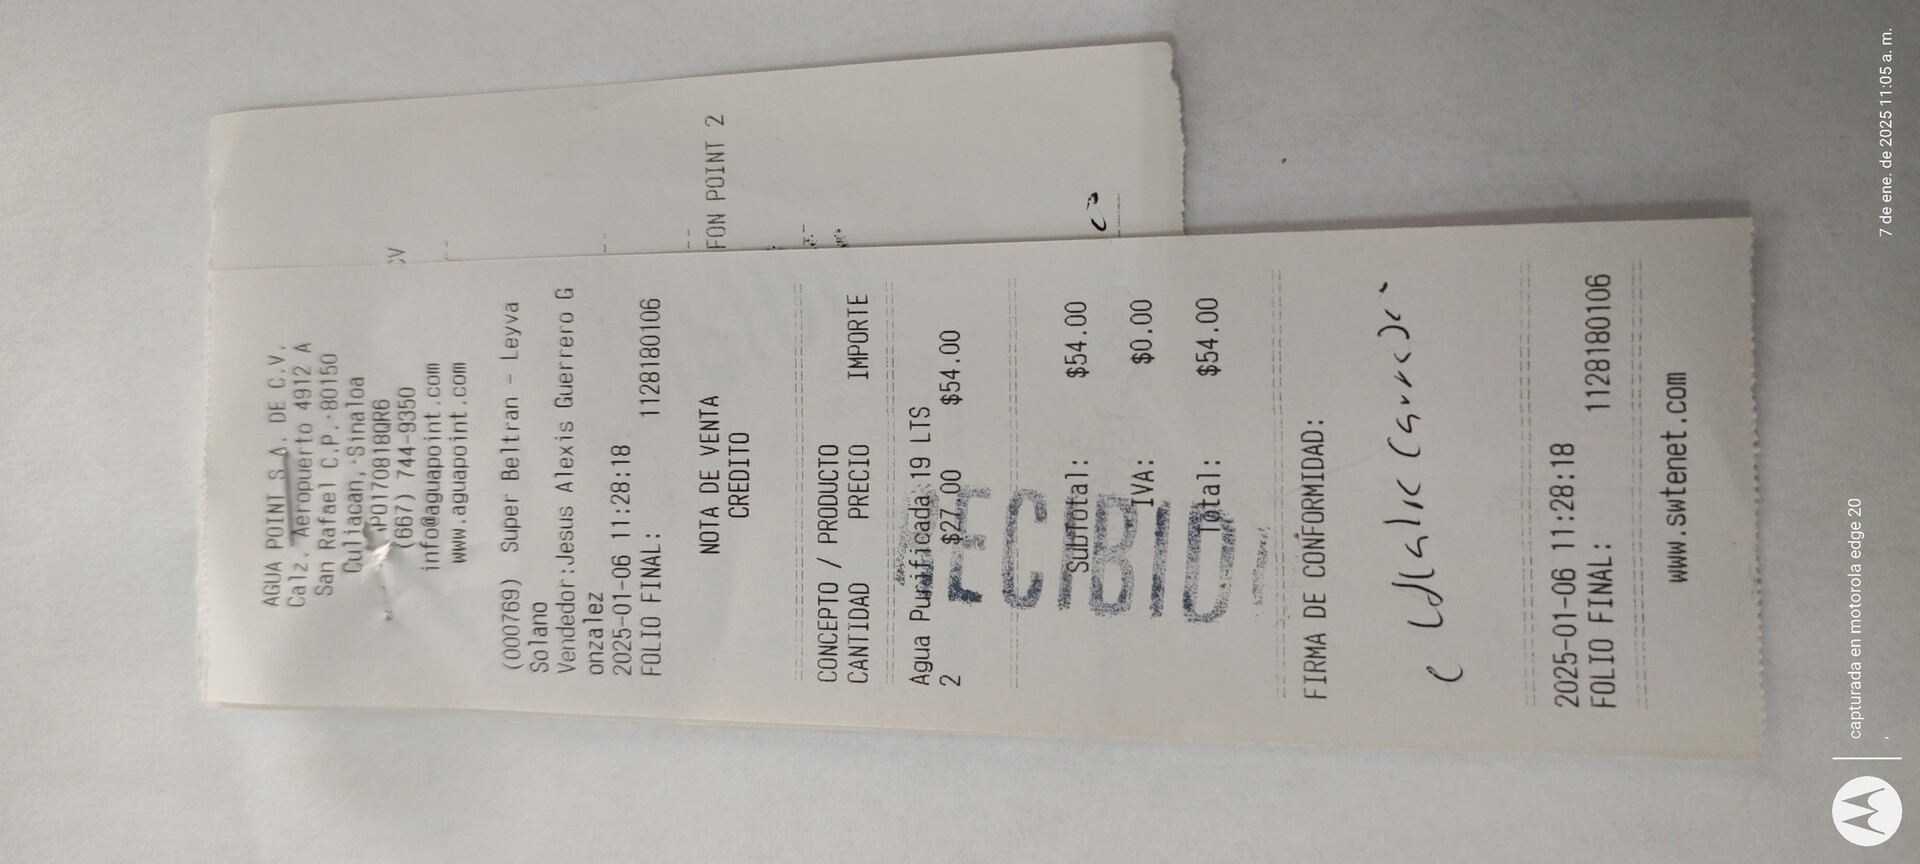 AGUA POINT S.A. DE C.V.
Calz. Aeropuerto 4912 A
San Rafael C.P. 80150
Culiacan, Sinaloa
APO170818QR6
(667) 744-9350
info@aguapoint.com
www.aguapoint.com
(000769) Super Beltran - Leyva
Solano
Vendedor:Jesus Alexis Guerrero G
onzalez
2025-01-06 11:28:18
FOLIO FINAL: 1128180106
NOTA DE VENTA
CREDITO
CONCEPTO / PRODUCTO
CANTIDAD PRECIO IMPORTE
Agua Purificada 19 LTS
2 $27.00 $54.00
RECIBIDO
SubTotal: $54.00
IVA: $0.00
Total: $54.00
FIRMA DE CONFORMIDAD:
2025-01-06 11:28:18
FOLIO FINAL: 1128180106
www.swtenet.com
CV
FON POINT 2
capturada en motorola edge 20
7 de ene. de 2025 11:05 a. m.